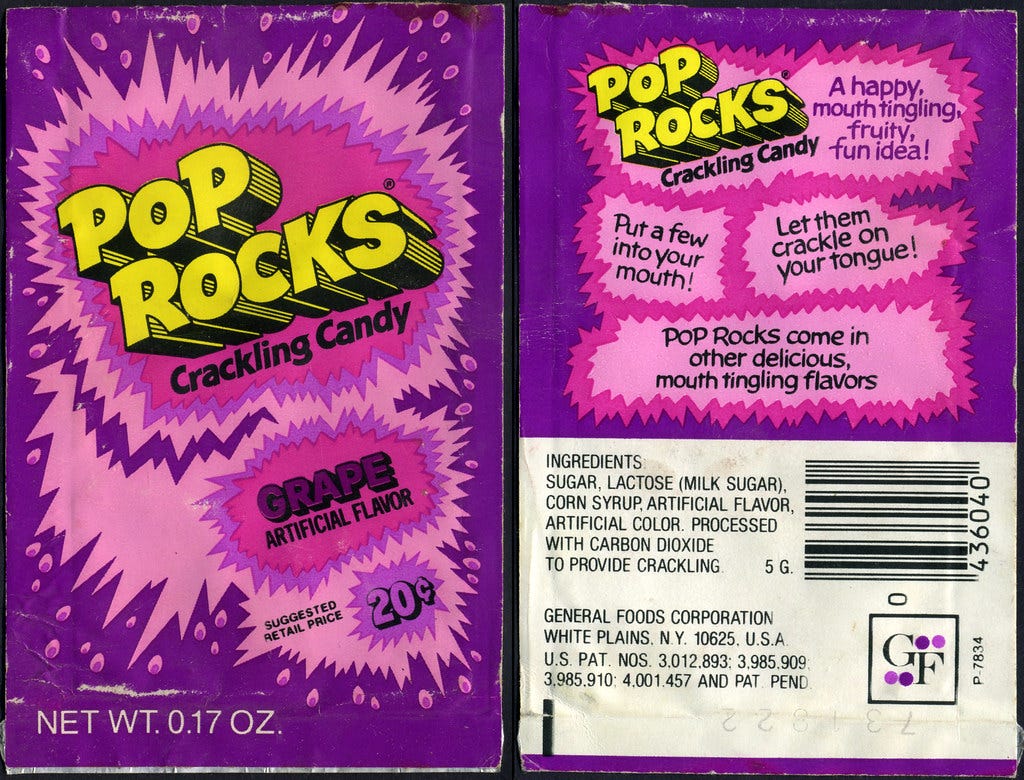 POP
ROCKS®
Crackling Candy
GRAPE
ARTIFICIAL FLAVOR
SUGGESTED
RETAIL PRICE
20¢
NET WT. 0.17 OZ.
POP
ROCKS®
Crackling Candy
A happy,
mouth tingling,
fruity,
fun idea!
Put a few
into your
mouth!
Let them
crackle on
your tongue!
POP Rocks come in
other delicious,
mouth tingling flavors
INGREDIENTS:
SUGAR, LACTOSE (MILK SUGAR),
CORN SYRUP, ARTIFICIAL FLAVOR,
ARTIFICIAL COLOR. PROCESSED
WITH CARBON DIOXIDE
TO PROVIDE CRACKLING. 5 G.
436040
0
GENERAL FOODS CORPORATION
WHITE PLAINS, N.Y. 10625, U.S.A.
U.S. PAT. NOS. 3,012,893; 3,985,909;
3,985,910; 4,001,457 AND PAT. PEND.
GF
P-7834